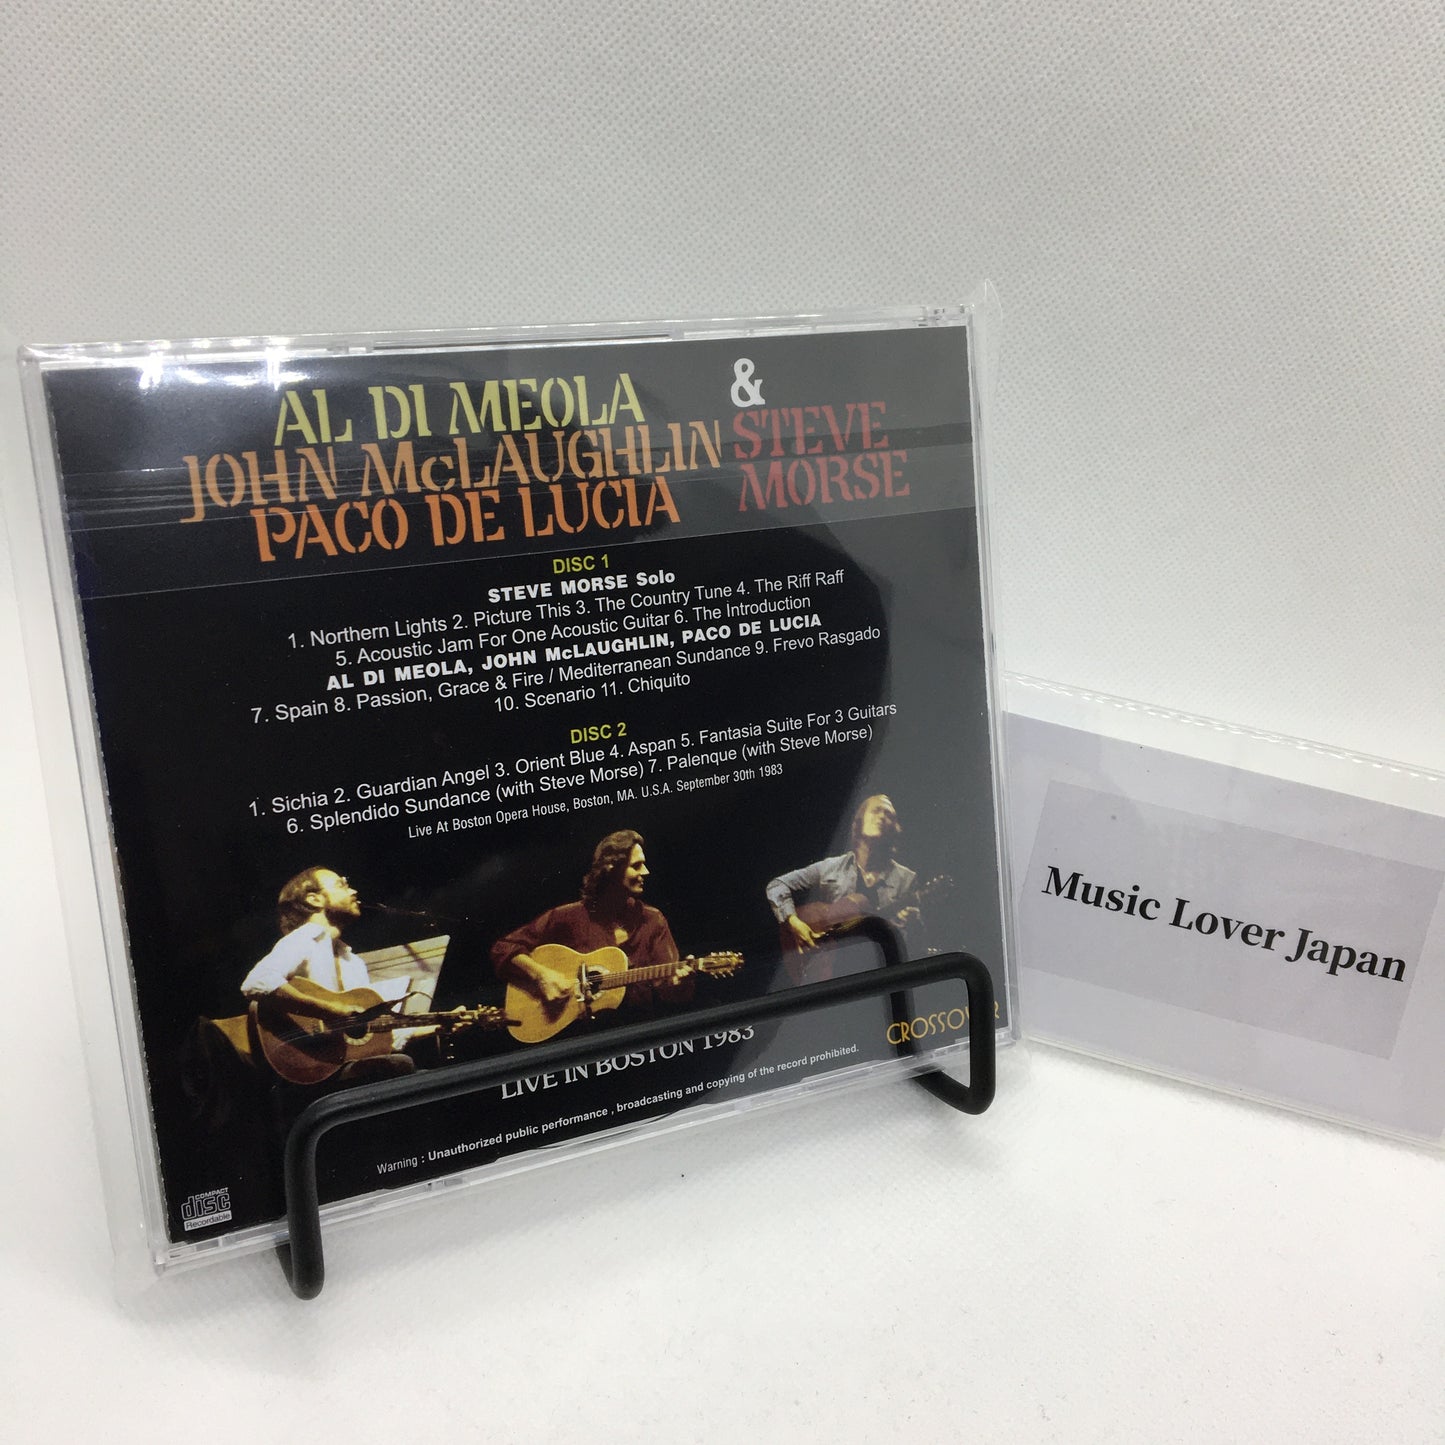 AL DI MEOLA
JOHN McLAUGHLIN
PACO DE LUCIA
&
STEVE
MORSE
DISC 1
STEVE MORSE Solo
1. Northern Lights 2. Picture This 3. The Country Tune 4. The Riff Raff
5. Acoustic Jam For One Acoustic Guitar 6. The Introduction
AL DI MEOLA, JOHN McLAUGHLIN, PACO DE LUCIA
7. Spain 8. Passion, Grace & Fire / Mediterranean Sundance 9. Frevo Rasgado
10. Scenario 11. Chiquito
DISC 2
1. Sichia 2. Guardian Angel 3. Orient Blue 4. Aspan 5. Fantasia Suite For 3 Guitars
6. Splendido Sundance (with Steve Morse) 7. Palenque (with Steve Morse)
Live At Boston Opera House, Boston, MA. U.S.A. September 30th 1983
CROSSOVER
LIVE IN BOSTON 1983
Warning : Unauthorized public performance , broadcasting and copying of the record prohibited.
COMPACT
disc
Recordable
Music Lover Japan